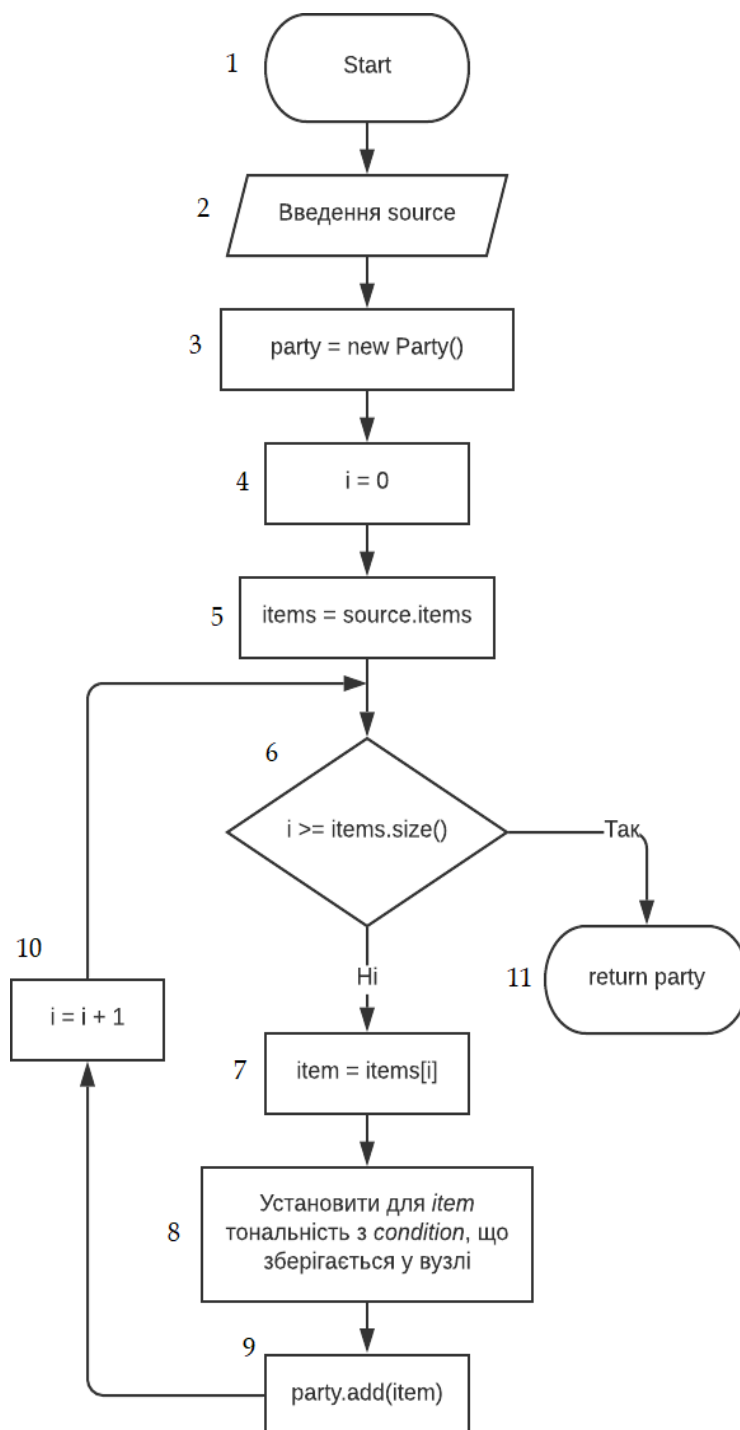 1
Start
2
Введення source
3
party = new Party()
4
i = 0
5
items = source.items
6
i >= items.size()
Так
10
Ні
11
return party
i = i + 1
7
item = items[i]
8
Установити для item
тональність з condition, що
зберігається у вузлі
9
party.add(item)